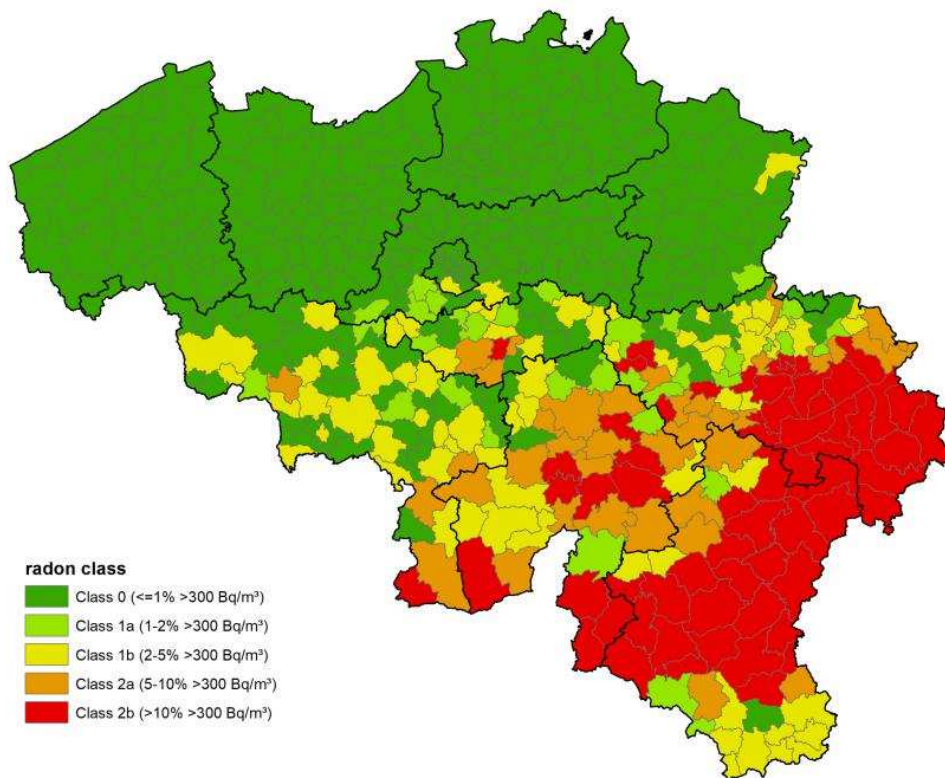 radon class
Class 0 (<=1% >300 Bq/m³)
Class 1a (1-2% >300 Bq/m³)
Class 1b (2-5% >300 Bq/m³)
Class 2a (5-10% >300 Bq/m³)
Class 2b (>10% >300 Bq/m³)